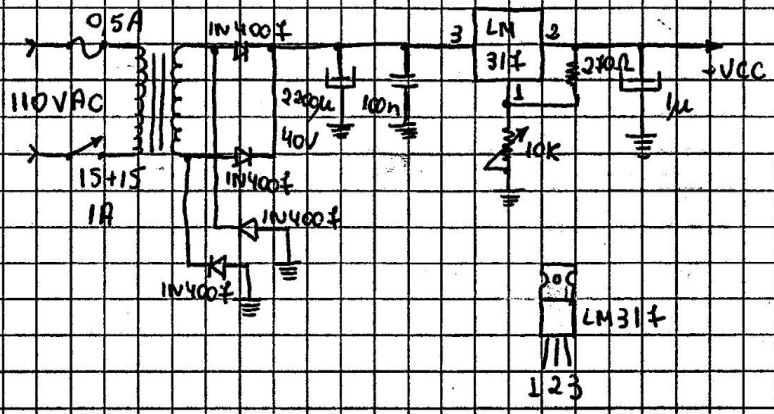 0,5A
1N4007
3
LM
317
2
270Ω
+VCC
110VAC
2200µ
40V
100n
1
1µ
10K
15+15
1A
1N4007
1N4007
1N4007
LM317
1 2 3